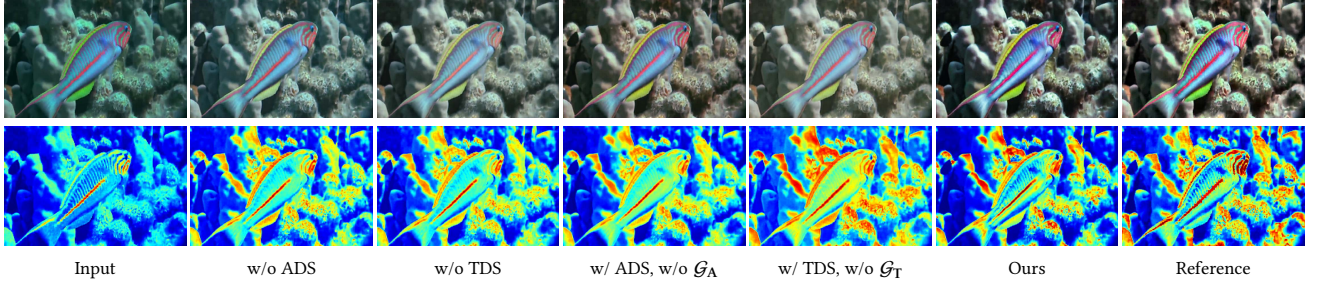 Input
w/o ADS
w/o TDS
w/ ADS, w/o 𝒢A
w/ TDS, w/o 𝒢T
Ours
Reference